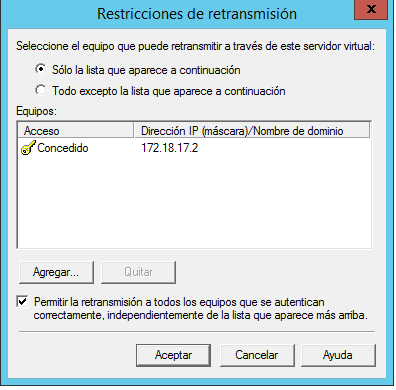 Restricciones de retransmisión
x
Seleccione el equipo que puede retransmitir a través de este servidor virtual:
Sólo la lista que aparece a continuación
Todo excepto la lista que aparece a continuación
Equipos:
Acceso Dirección IP (máscara)/Nombre de dominio
Concedido 172.18.17.2
Agregar... Quitar
Permitir la retransmisión a todos los equipos que se autentican
correctamente, independientemente de la lista que aparece más arriba.
Aceptar Cancelar Ayuda